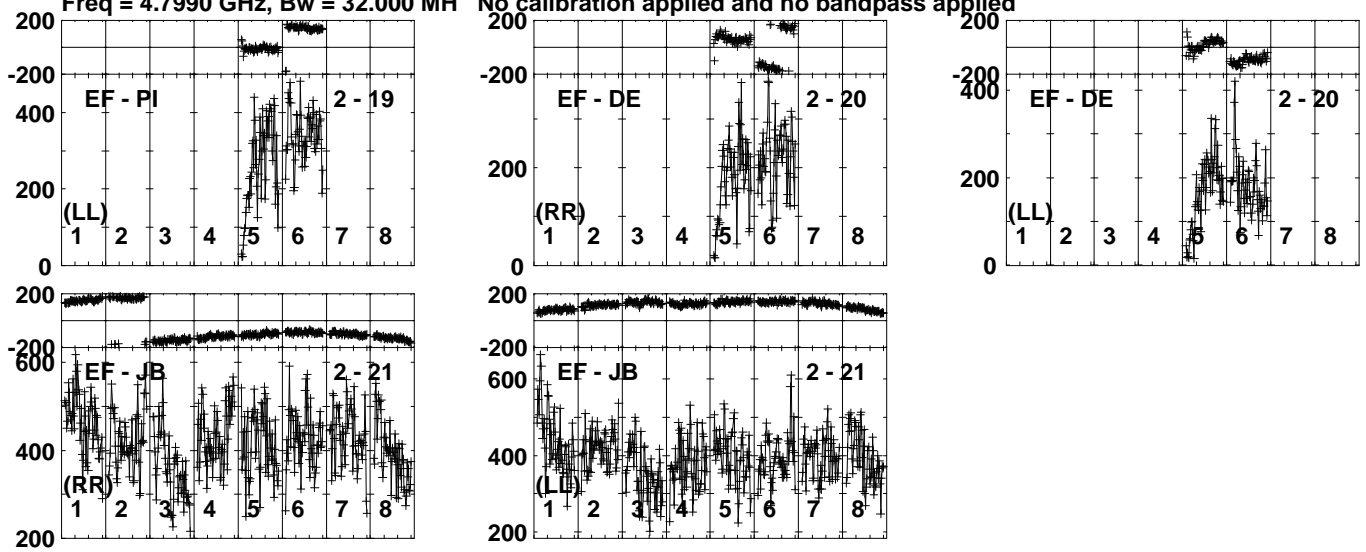 Freq = 4.7990 GHz, Bw = 32.000 MH No calibration applied and no bandpass applied
200
-200
EF - PI 2 - 19
400
200
(LL)
1 2 3 4 5 6 7 8
0
200
-200
EF - DE 2 - 20
400
200
(RR)
1 2 3 4 5 6 7 8
0
200
-200
400
EF - DE 2 - 20
200
(LL)
1 2 3 4 5 6 7 8
0
200
-200
600
EF - JB 2 - 21
400
(RR)
1 2 3 4 5 6 7 8
200
200
-200
600
EF - JB 2 - 21
400
(LL)
1 2 3 4 5 6 7 8
200